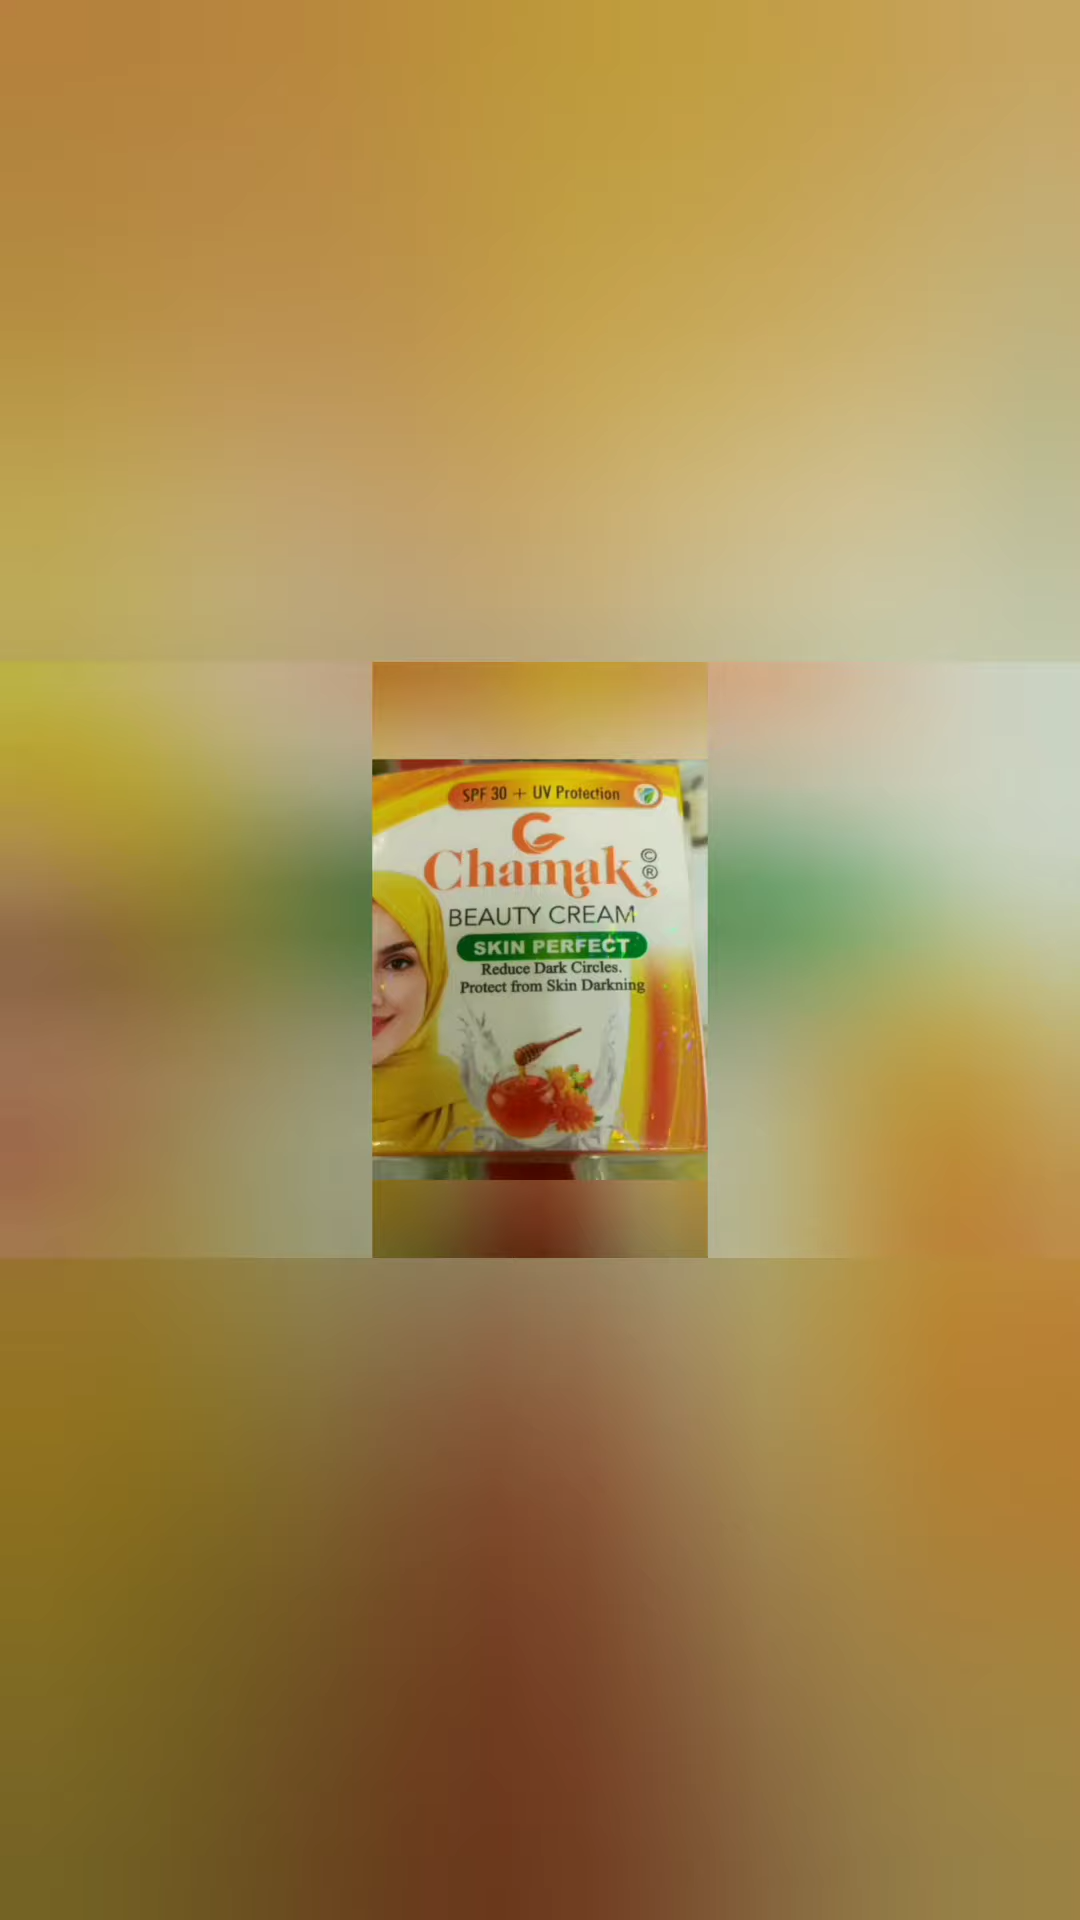 SPF 30 + UV Protection
Chamak ©
®
BEAUTY CREAM
SKIN PERFECT
Reduce Dark Circles.
Protect from Skin Darkning